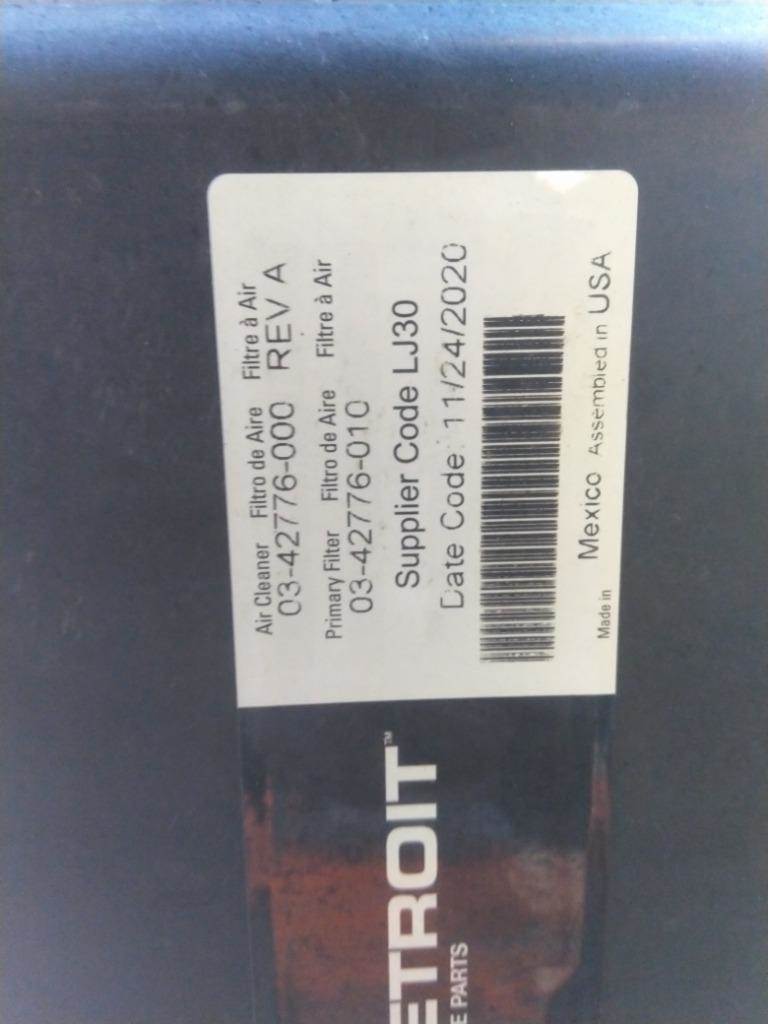 Air Cleaner Filtro de Aire Filtre à Air
03-42776-000 REV A
Primary Filter Filtro de Aire Filtre à Air
03-42776-010
Supplier Code LJ30
Date Code: 11/24/2020
Made in Mexico Assembled in USA
ETROIT™
E PARTS